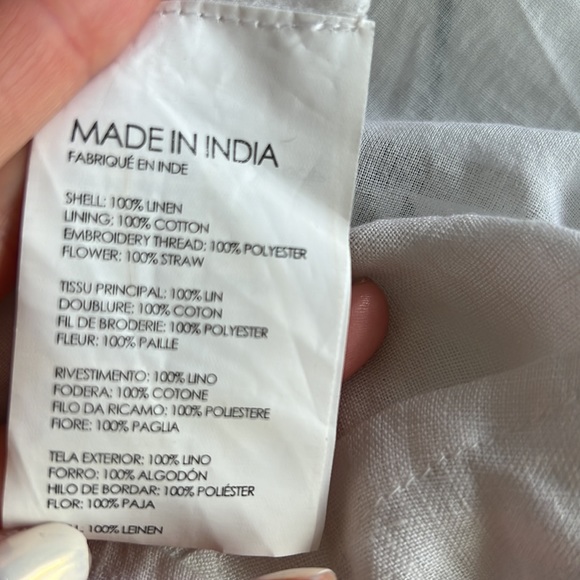 MADE IN INDIA
FABRIQUÉ EN INDE
SHELL: 100% LINEN
LINING: 100% COTTON
EMBROIDERY THREAD: 100% POLYESTER
FLOWER: 100% STRAW
TISSU PRINCIPAL: 100% LIN
DOUBLURE: 100% COTON
FIL DE BRODERIE: 100% POLYESTER
FLEUR: 100% PAILLE
RIVESTIMENTO: 100% LINO
FODERA: 100% COTONE
FILO DA RICAMO: 100% POLIESTERE
FIORE: 100% PAGLIA
TELA EXTERIOR: 100% LINO
FORRO: 100% ALGODÓN
HILO DE BORDAR: 100% POLIÉSTER
FLOR: 100% PAJA
100% LEINEN